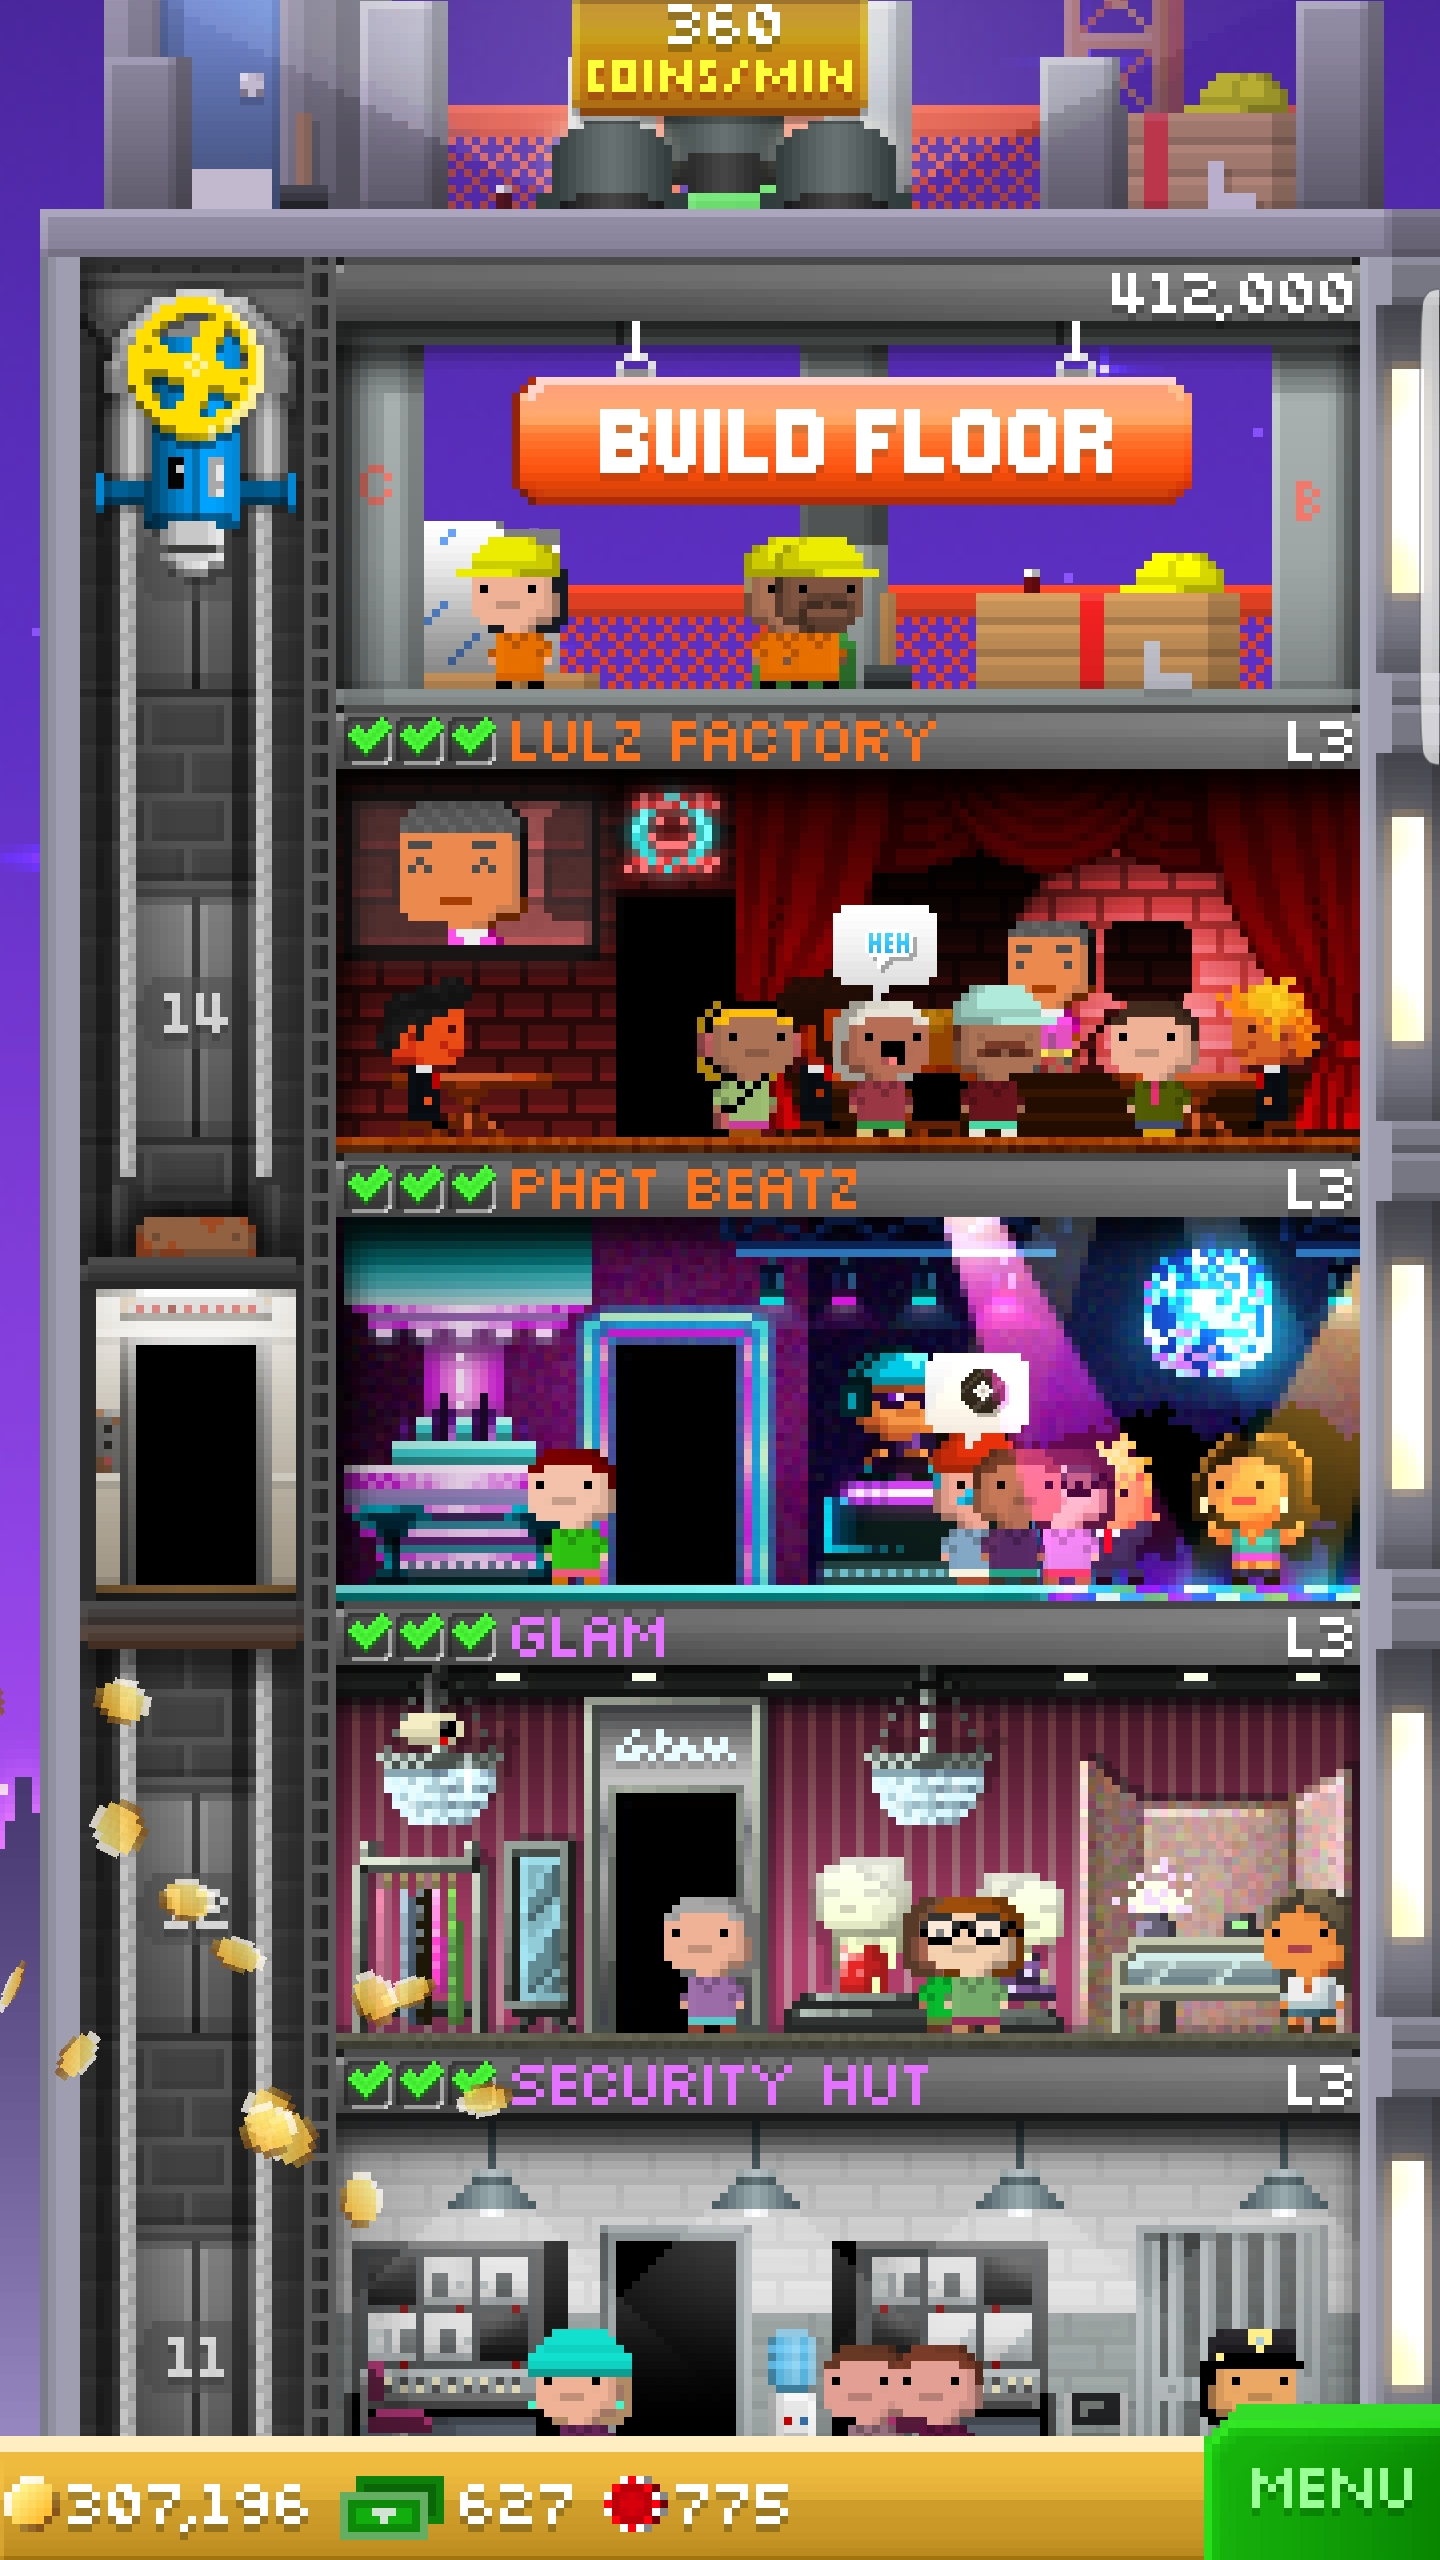 360
COINS/MIN
412,000
BUILD FLOOR
C
B
LULZ FACTORY L3
HEH
14
PHAT BEATZ L3
GLAM L3
Glam
SECURITY HUT L3
11
307,196 627 775
MENU